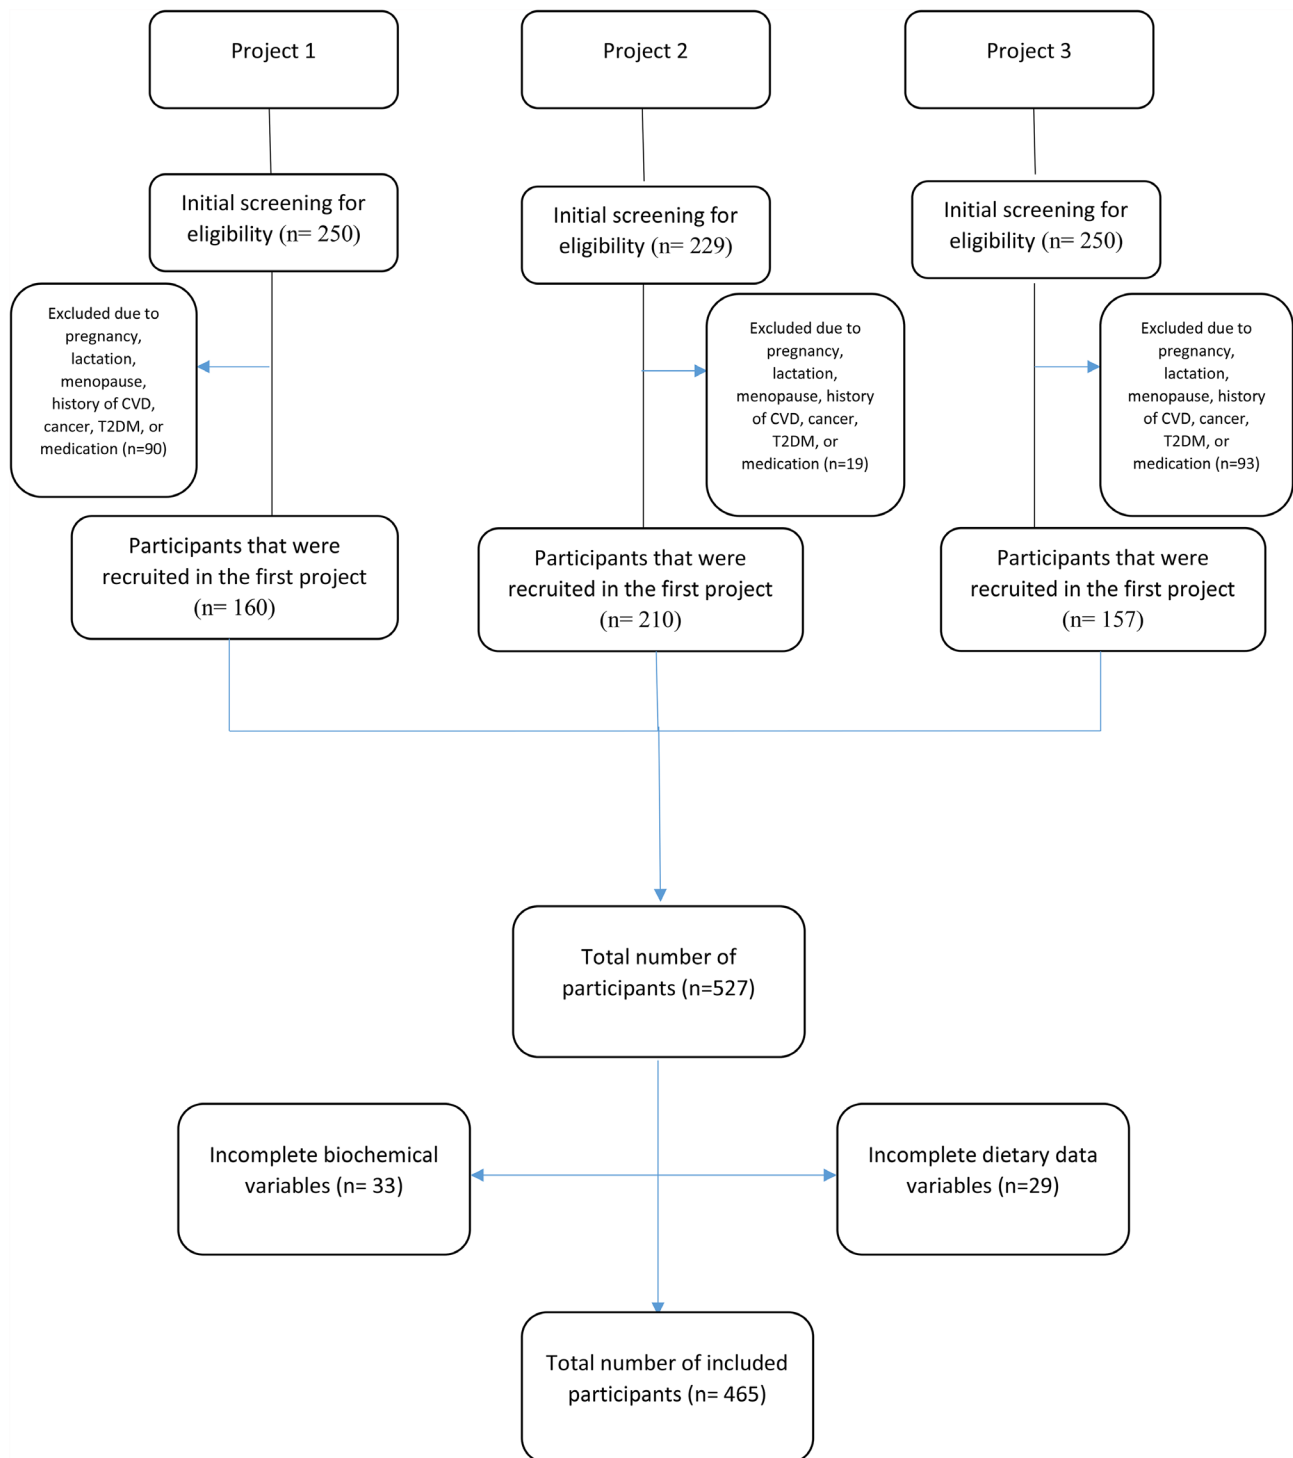 Project 1
Project 2
Project 3
Initial screening for
eligibility (n= 250)
Initial screening for
eligibility (n= 229)
Initial screening for
eligibility (n= 250)
Excluded due to
pregnancy,
lactation,
menopause,
history of CVD,
cancer, T2DM, or
medication (n=90)
Excluded due to
pregnancy,
lactation,
menopause, history
of CVD, cancer,
T2DM, or
medication (n=19)
Excluded due to
pregnancy,
lactation,
menopause, history
of CVD, cancer,
T2DM, or
medication (n=93)
Participants that were
recruited in the first project
(n= 160)
Participants that were
recruited in the first project
(n= 210)
Participants that were
recruited in the first project
(n= 157)
Total number of
participants (n=527)
Incomplete biochemical
variables (n= 33)
Incomplete dietary data
variables (n=29)
Total number of included
participants (n= 465)